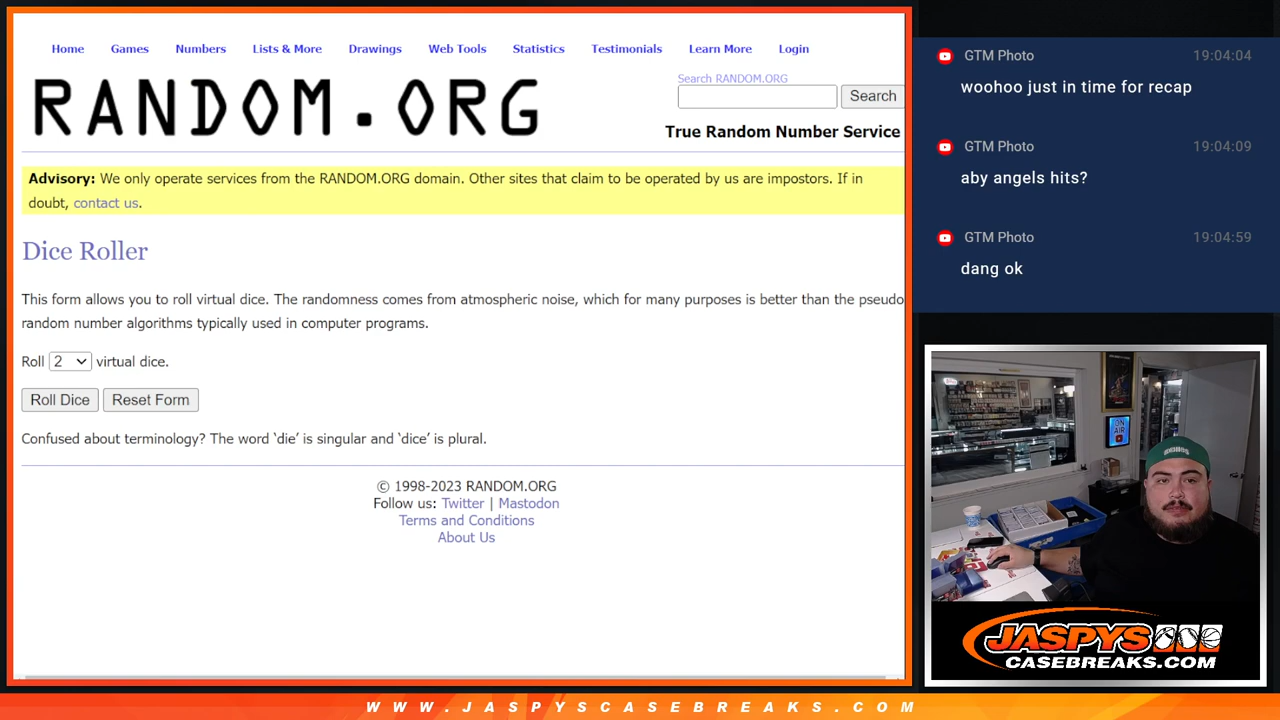 Home Games Numbers Lists & More Drawings Web Tools Statistics Testimonials Learn More Login
RANDOM.ORG
Search RANDOM.ORG
Search
True Random Number Service
Advisory: We only operate services from the RANDOM.ORG domain. Other sites that claim to be operated by us are impostors. If in
doubt, contact us.
Dice Roller
This form allows you to roll virtual dice. The randomness comes from atmospheric noise, which for many purposes is better than the pseudo
random number algorithms typically used in computer programs.
Roll 2 virtual dice.
Roll Dice Reset Form
Confused about terminology? The word ‘die’ is singular and ‘dice’ is plural.
© 1998-2023 RANDOM.ORG
Follow us: Twitter | Mastodon
Terms and Conditions
About Us
GTM Photo 19:04:04
woohoo just in time for recap
GTM Photo 19:04:09
aby angels hits?
GTM Photo 19:04:59
dang ok
ON
AIR
JASPYS
CASEBREAKS.COM
WWW.JASPYSCASEBREAKS.COM